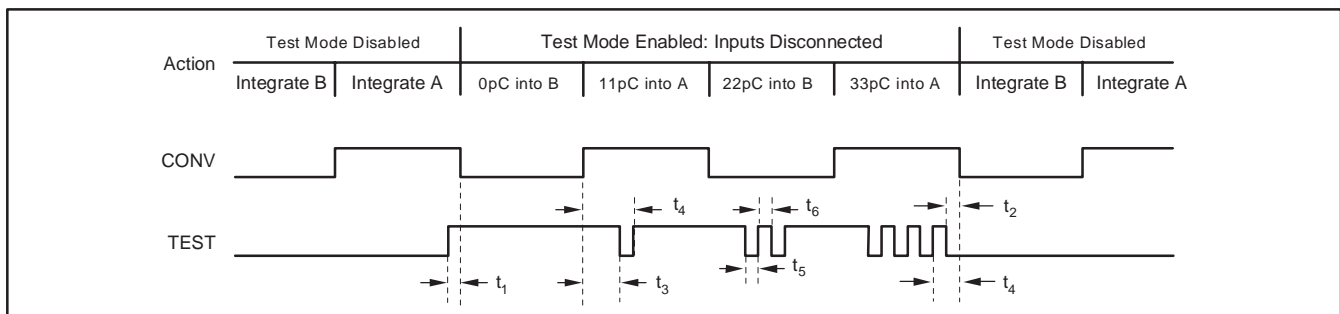 Action
Test Mode Disabled
Test Mode Enabled: Inputs Disconnected
Test Mode Disabled
Integrate B
Integrate A
0pC into B
11pC into A
22pC into B
33pC into A
Integrate B
Integrate A
CONV
TEST
t4
t6
t2
t1
t3
t5
t4